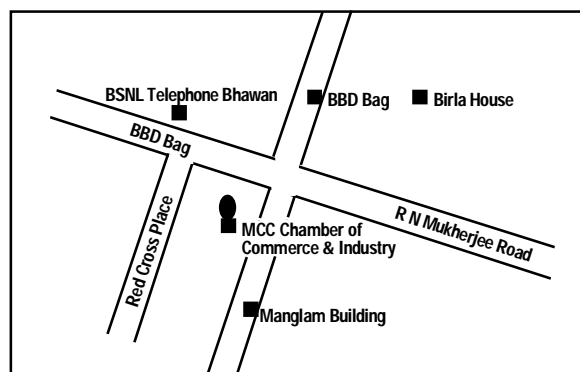 BSNL Telephone Bhawan
BBD Bag
Birla House
BBD Bag
Red Cross Place
MCC Chamber of
Commerce & Industry
R N Mukherjee Road
Manglam Building